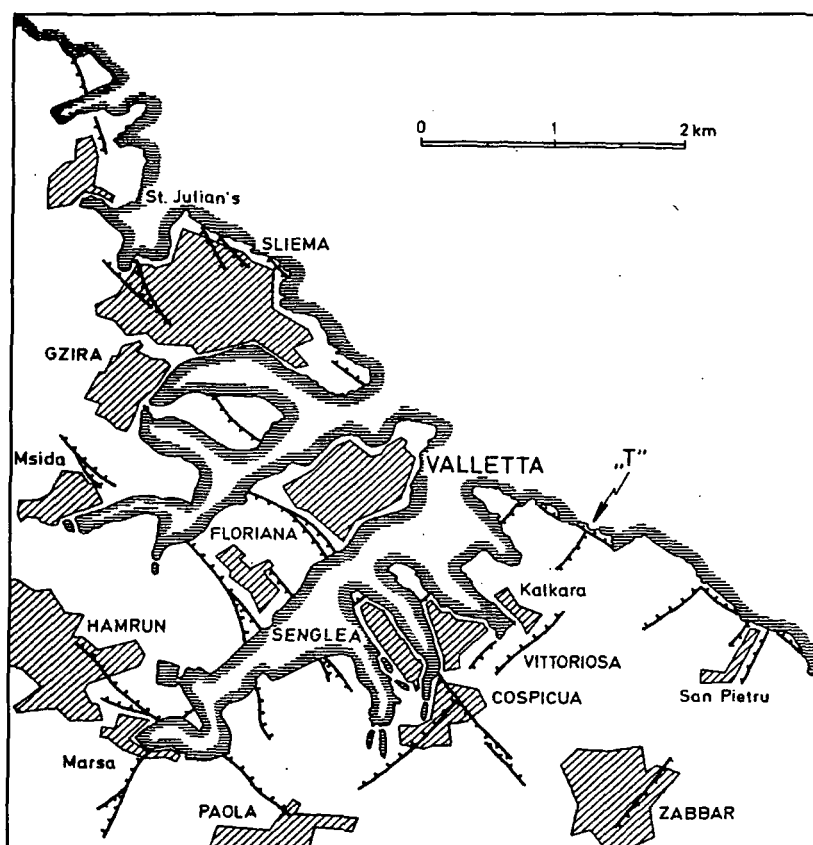 0 1 2 km
St. Julian's
SLIEMA
GZIRA
Msida
VALLETTA
„T"
FLORIANA
Kalkara
HAMRUN
SENGLEA
VITTORIOSA
San Pietru
COSPICUA
Marsa
PAOLA
ZABBAR